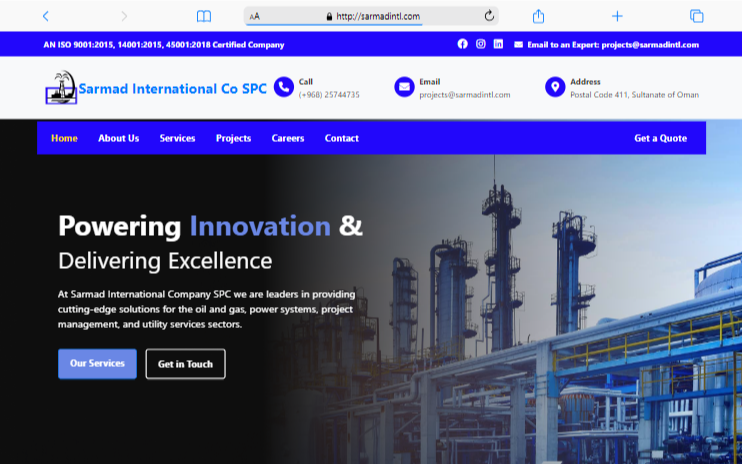 AA http://sarmadintl.com
AN ISO 9001:2015, 14001:2015, 45001:2018 Certified Company
Email to an Expert: projects@sarmadintl.com
Sarmad International Co SPC
Call
(+968) 25744735
Email
projects@sarmadintl.com
Address
Postal Code 411, Sultanate of Oman
Home About Us Services Projects Careers Contact Get a Quote
Powering Innovation &
Delivering Excellence
At Sarmad International Company SPC we are leaders in providing
cutting-edge solutions for the oil and gas, power systems, project
management, and utility services sectors.
Our Services Get in Touch